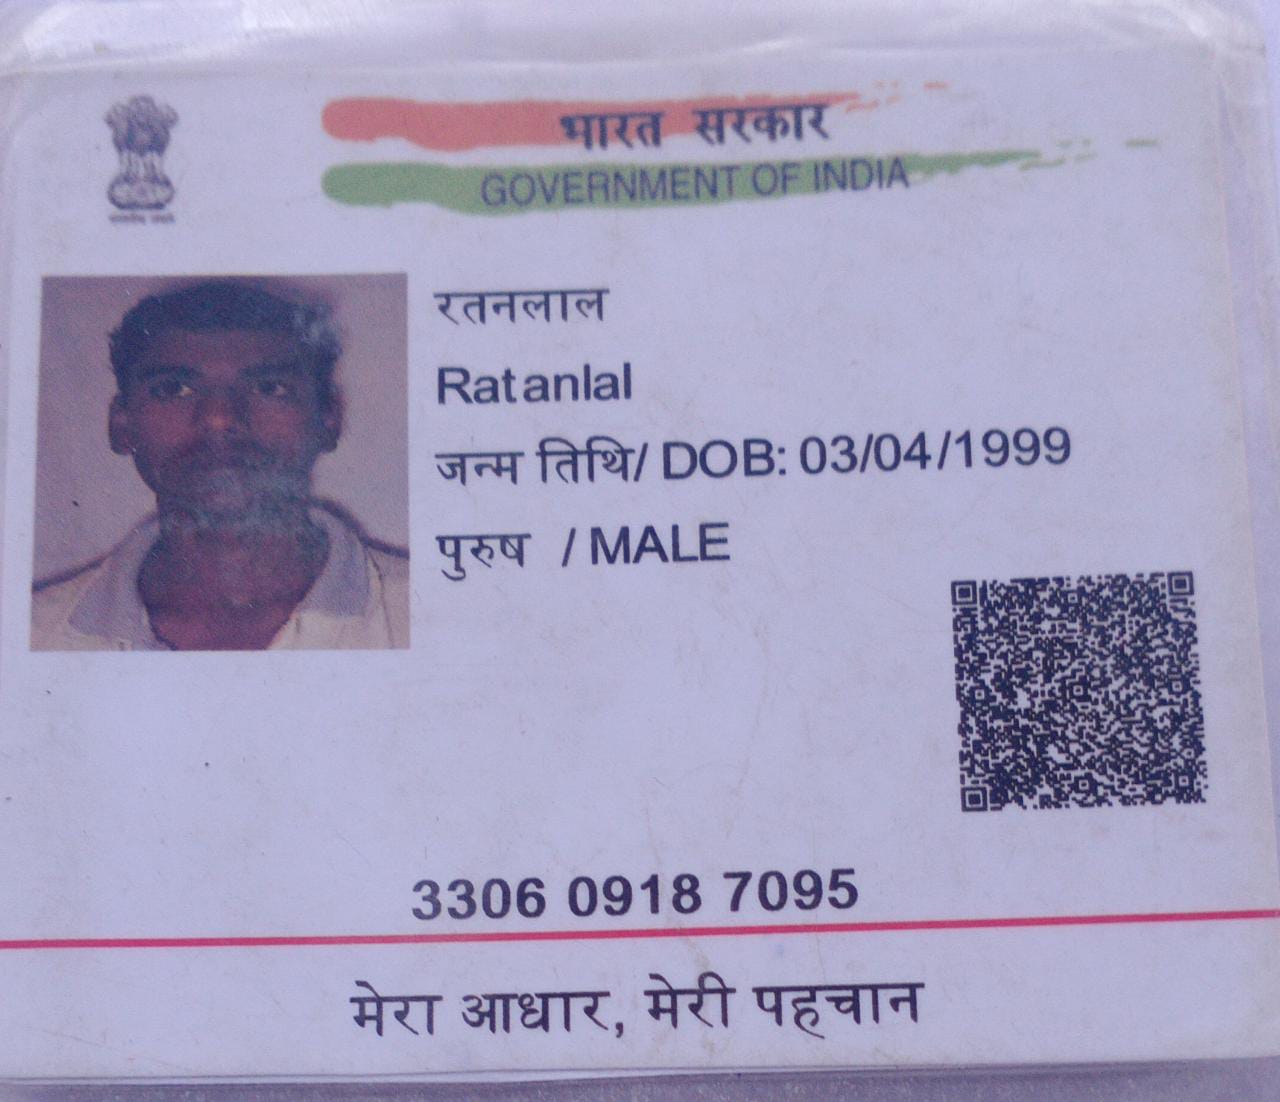 भारत सरकार
GOVERNMENT OF INDIA
रतनलाल
Ratanlal
जन्म तिथि/ DOB: 03/04/1999
पुरुष / MALE
3306 0918 7095
मेरा आधार, मेरी पहचान